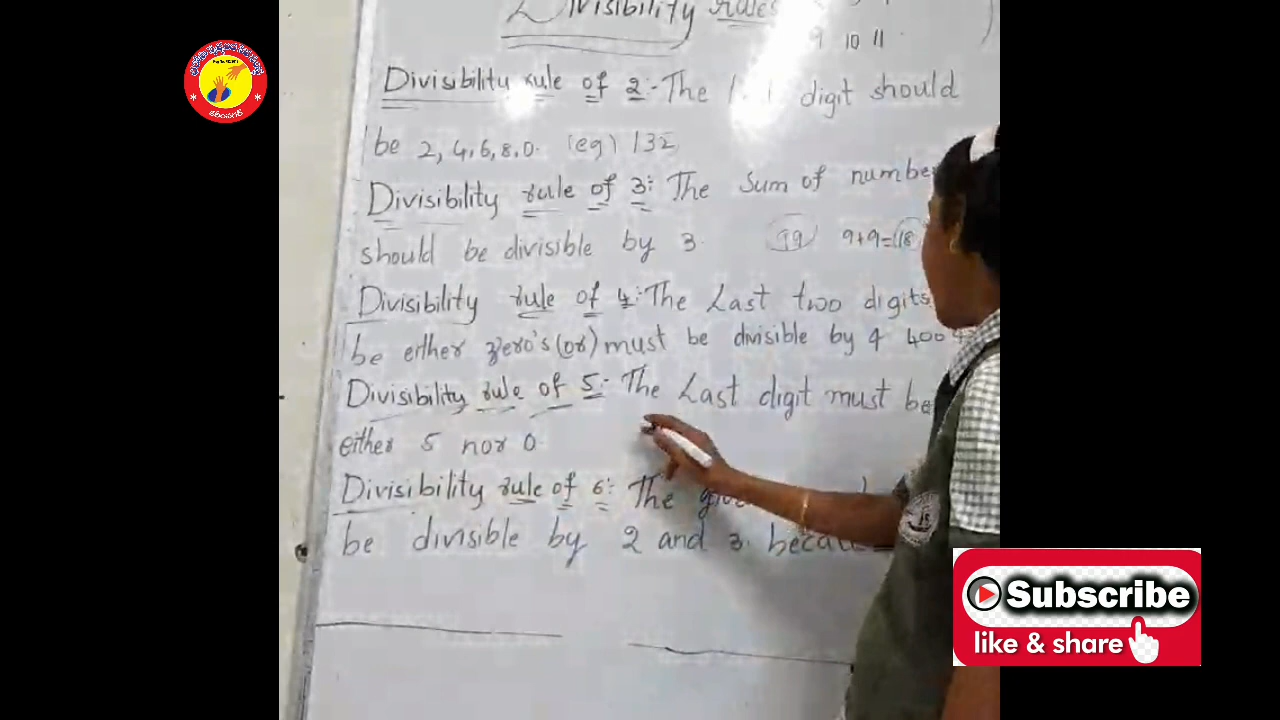 Divisibility rules
9 10 11
Divisibility rule of 2:- The digit should
be 2, 4, 6, 8, 0. (eg) 132
Divisibility rule of 3: The Sum of number
should be divisible by 3. 99 9+9=18
Divisibility rule of 4: The Last two digits
be either zero's (or) must be divisible by 4 400
Divisibility rule of 5:- The Last digit must be
either 5 nor 0.
Divisibility rule of 6: The
be divisible by 2 and 3.
Subscribe
like & share